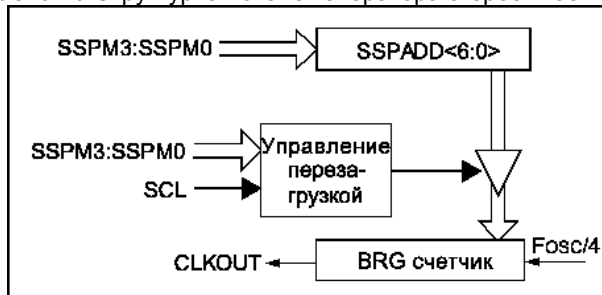 SSPM3:SSPM0
SSPADD<6:0>
SSPM3:SSPM0
SCL
Управление
переза-
грузкой
CLKOUT
BRG счетчик
Fosc/4